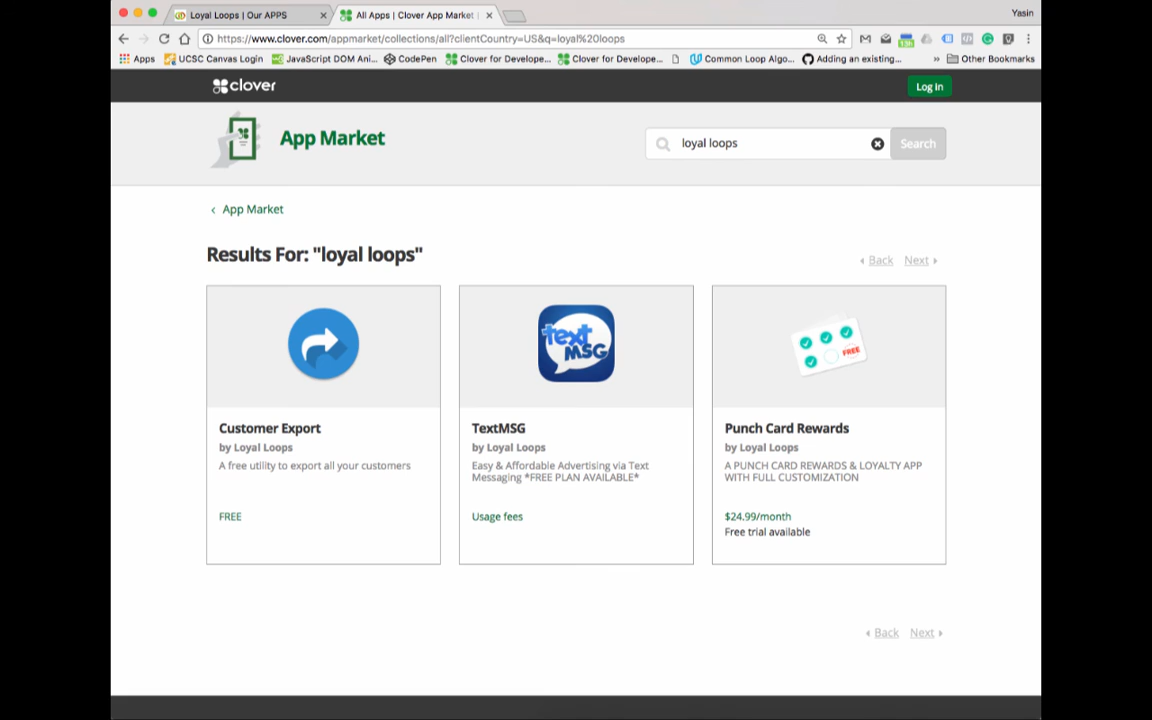 Loyal Loops | Our APPS
All Apps | Clover App Market
Yasin
https://www.clover.com/appmarket/collections/all?clientCountry=US&q=loyal%20loops
Apps
UCSC Canvas Login
JavaScript DOM Ani...
CodePen
Clover for Develope...
Clover for Develope...
Common Loop Algo...
Adding an existing...
»
Other Bookmarks
clover
Log in
App Market
loyal loops
Search
‹ App Market
Results For: "loyal loops"
Back
Next
text
MSG
FREE
Customer Export
by Loyal Loops
A free utility to export all your customers
FREE
TextMSG
by Loyal Loops
Easy & Affordable Advertising via Text
Messaging *FREE PLAN AVAILABLE*
Usage fees
Punch Card Rewards
by Loyal Loops
A PUNCH CARD REWARDS & LOYALTY APP
WITH FULL CUSTOMIZATION
$24.99/month
Free trial available
Back
Next